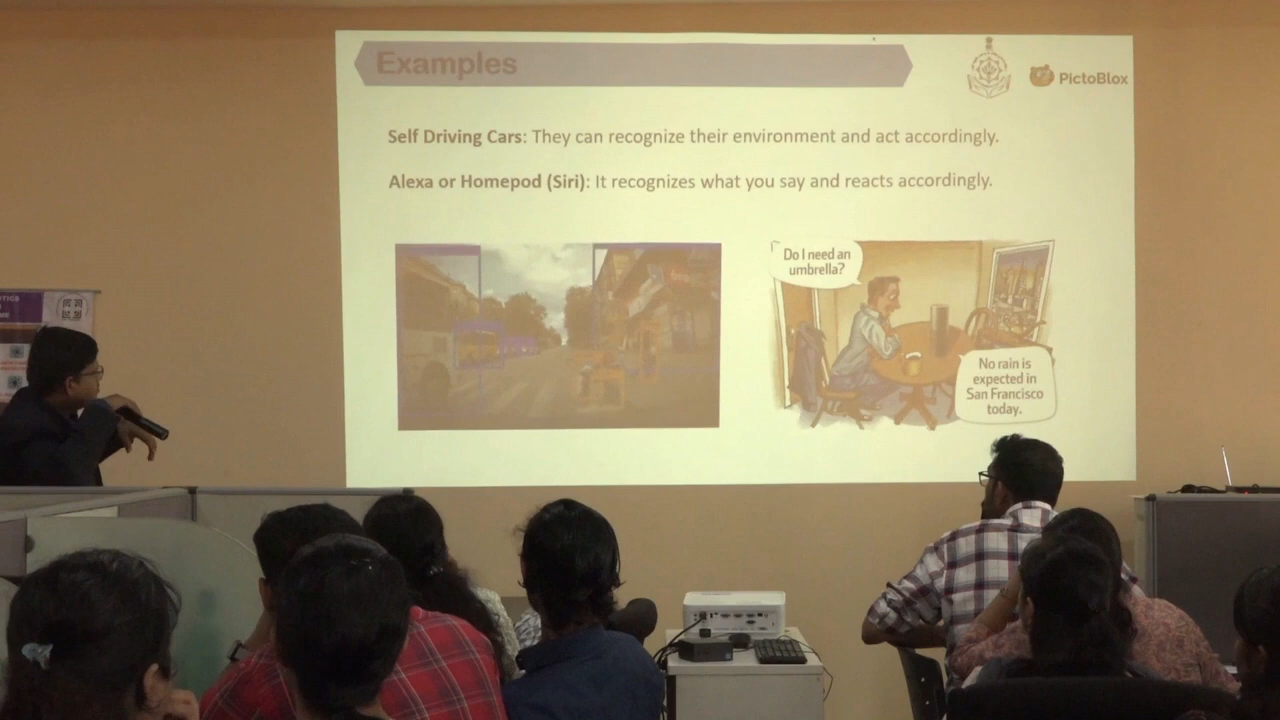 Examples
PictoBlox
Self Driving Cars: They can recognize their environment and act accordingly.
Alexa or Homepod (Siri): It recognizes what you say and reacts accordingly.
Do I need an
umbrella?
No rain is
expected in
San Francisco
today.